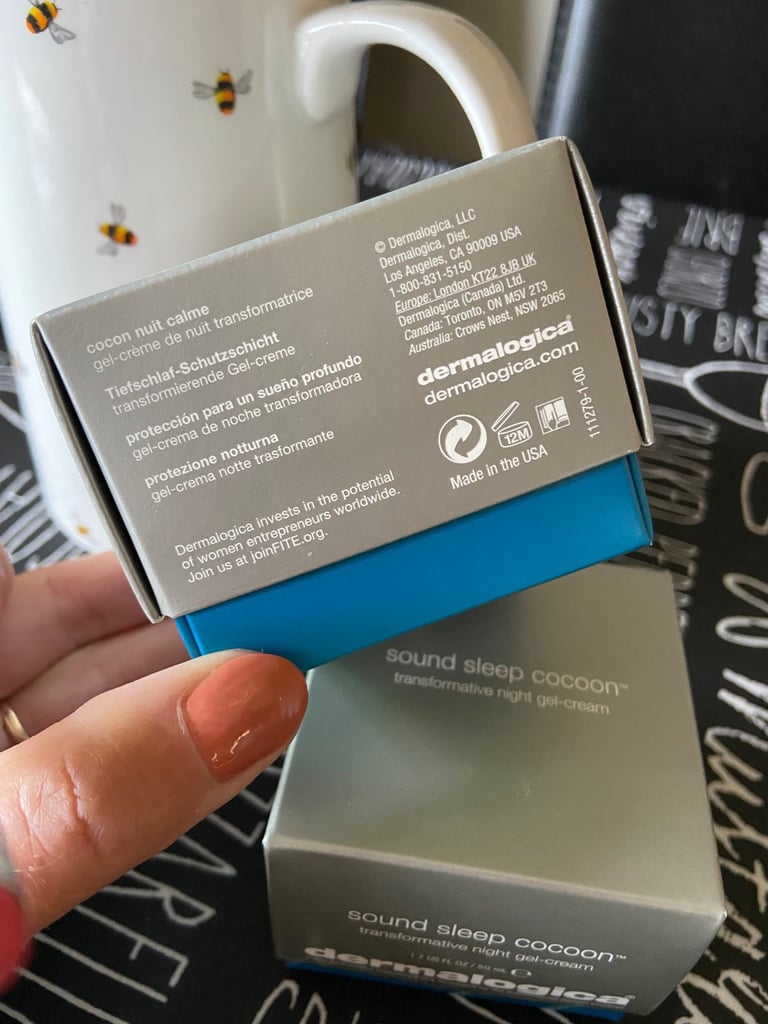 cocon nuit calme
gel-crème de nuit transformatrice
Tiefschlaf-Schutzschicht
transformierende Gel-creme
protección para un sueño profundo
gel-crema de noche transformadora
protezione notturna
gel-crema notte trasformante
Dermalogica invests in the potential
of women entrepreneurs worldwide.
Join us at joinFITE.org.
© Dermalogica, LLC
Dermalogica, Dist.
Los Angeles, CA 90009 USA
1-800-831-5150
Europe: London KT22 8JB UK
Dermalogica (Canada) Ltd.
Canada: Toronto, ON M5V 2T3
Australia: Crows Nest, NSW 2065
dermalogica®
dermalogica.com
12M
111279-1-00
Made in the USA
sound sleep cocoon™
transformative night gel-cream
sound sleep cocoon™
transformative night gel-cream
1.7 US FL OZ / 50 mL ℮
dermalogica®